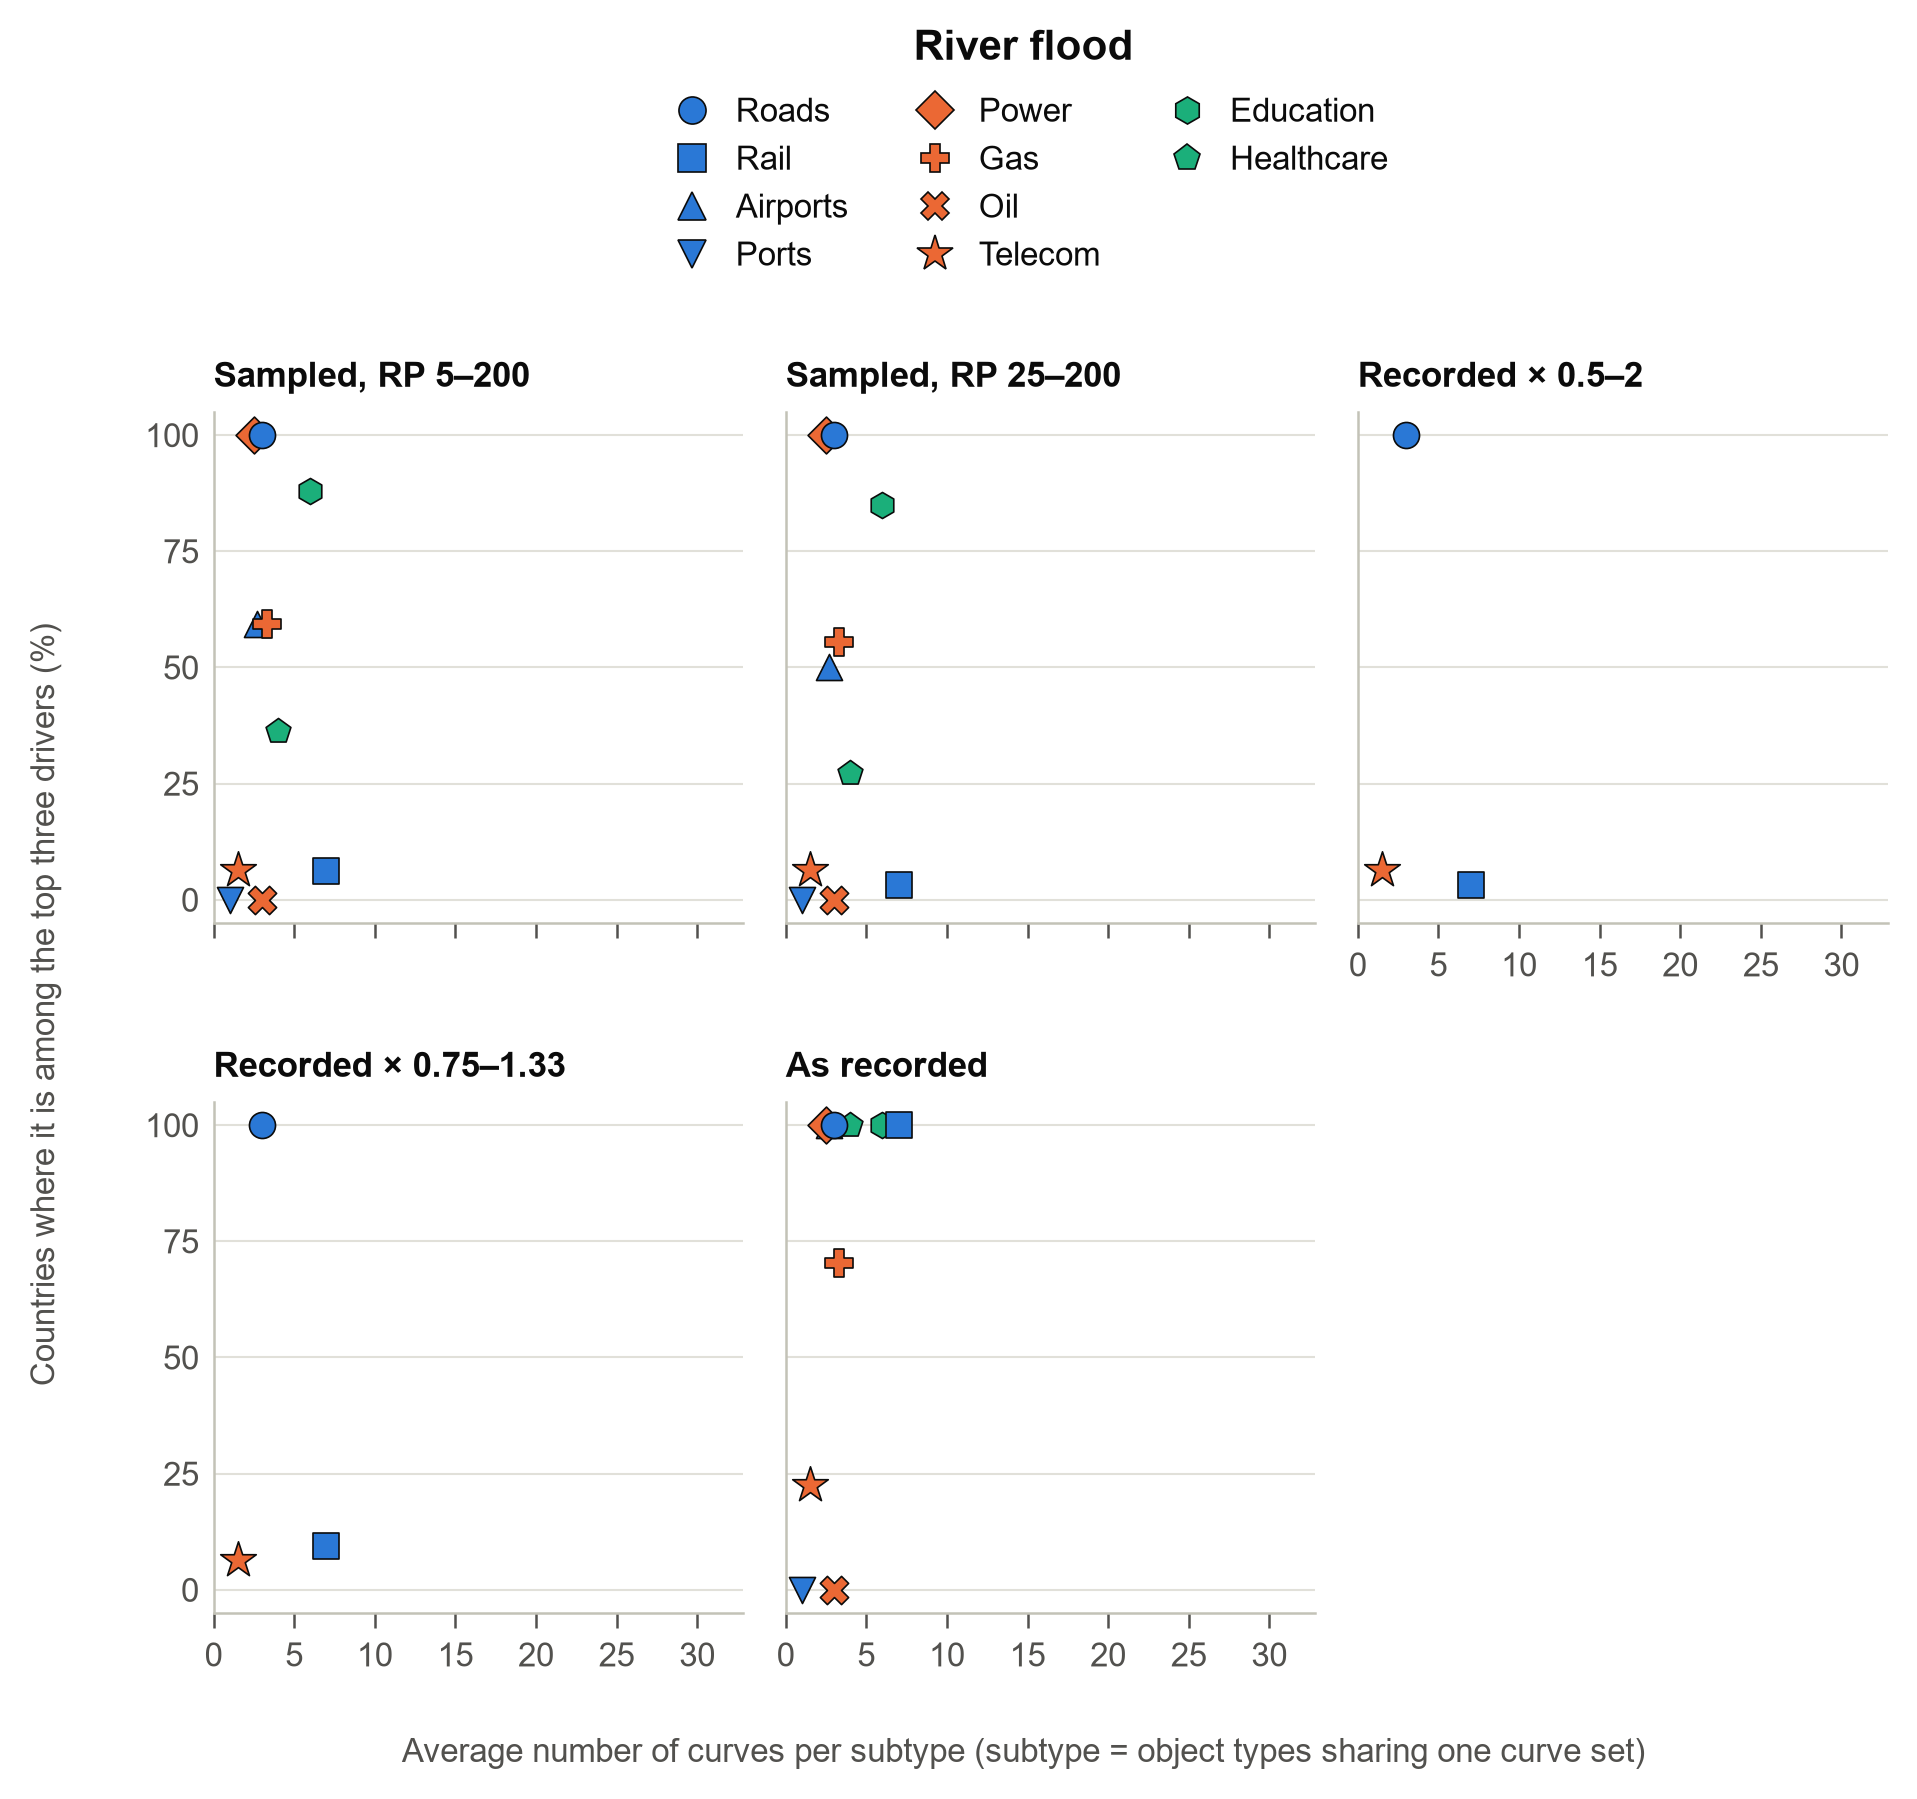 River flood
Roads
Rail
Airports
Ports
Power
Gas
Oil
Telecom
Education
Healthcare
Countries where it is among the top three drivers (%)
Sampled, RP 5–200
100
75
50
25
0
Sampled, RP 25–200
Recorded × 0.5–2
0 5 10 15 20 25 30
Recorded × 0.75–1.33
100
75
50
25
0
0 5 10 15 20 25 30
As recorded
0 5 10 15 20 25 30
Average number of curves per subtype (subtype = object types sharing one curve set)